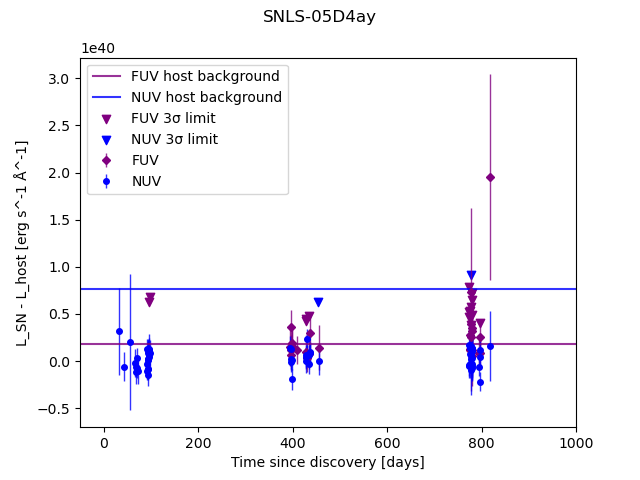 SNLS-05D4ay
1e40
FUV host background
NUV host background
FUV 3σ limit
NUV 3σ limit
FUV
NUV
3.0
2.5
2.0
1.5
1.0
0.5
0.0
−0.5
L_SN - L_host [erg s^-1 Å^-1]
0 200 400 600 800 1000
Time since discovery [days]